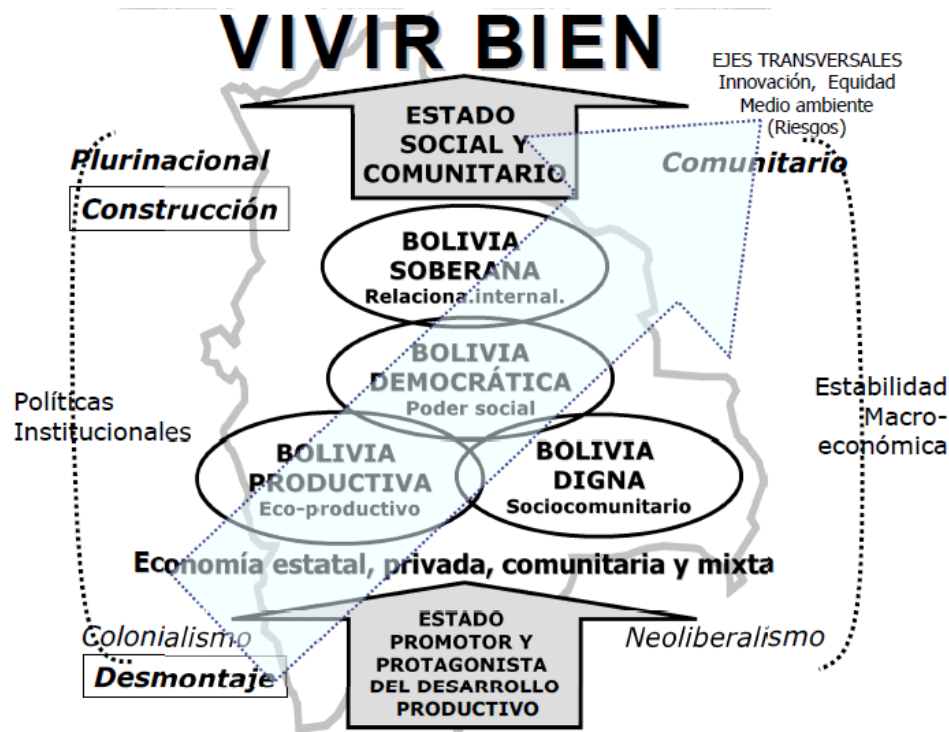 VIVIR BIEN
EJES TRANSVERSALES
Innovación, Equidad
Medio ambiente
(Riesgos)
ESTADO
SOCIAL Y
COMUNITARIO
Plurinacional
Construcción
Comunitario
BOLIVIA
SOBERANA
Relaciona.internal.
BOLIVIA
DEMOCRÁTICA
Poder social
Políticas
Institucionales
Estabilidad
Macro-
económica
BOLIVIA
PRODUCTIVA
Eco-productivo
BOLIVIA
DIGNA
Sociocomunitario
Economía estatal, privada, comunitaria y mixta
Colonialismo
Desmontaje
Neoliberalismo
ESTADO
PROMOTOR Y
PROTAGONISTA
DEL DESARROLLO
PRODUCTIVO